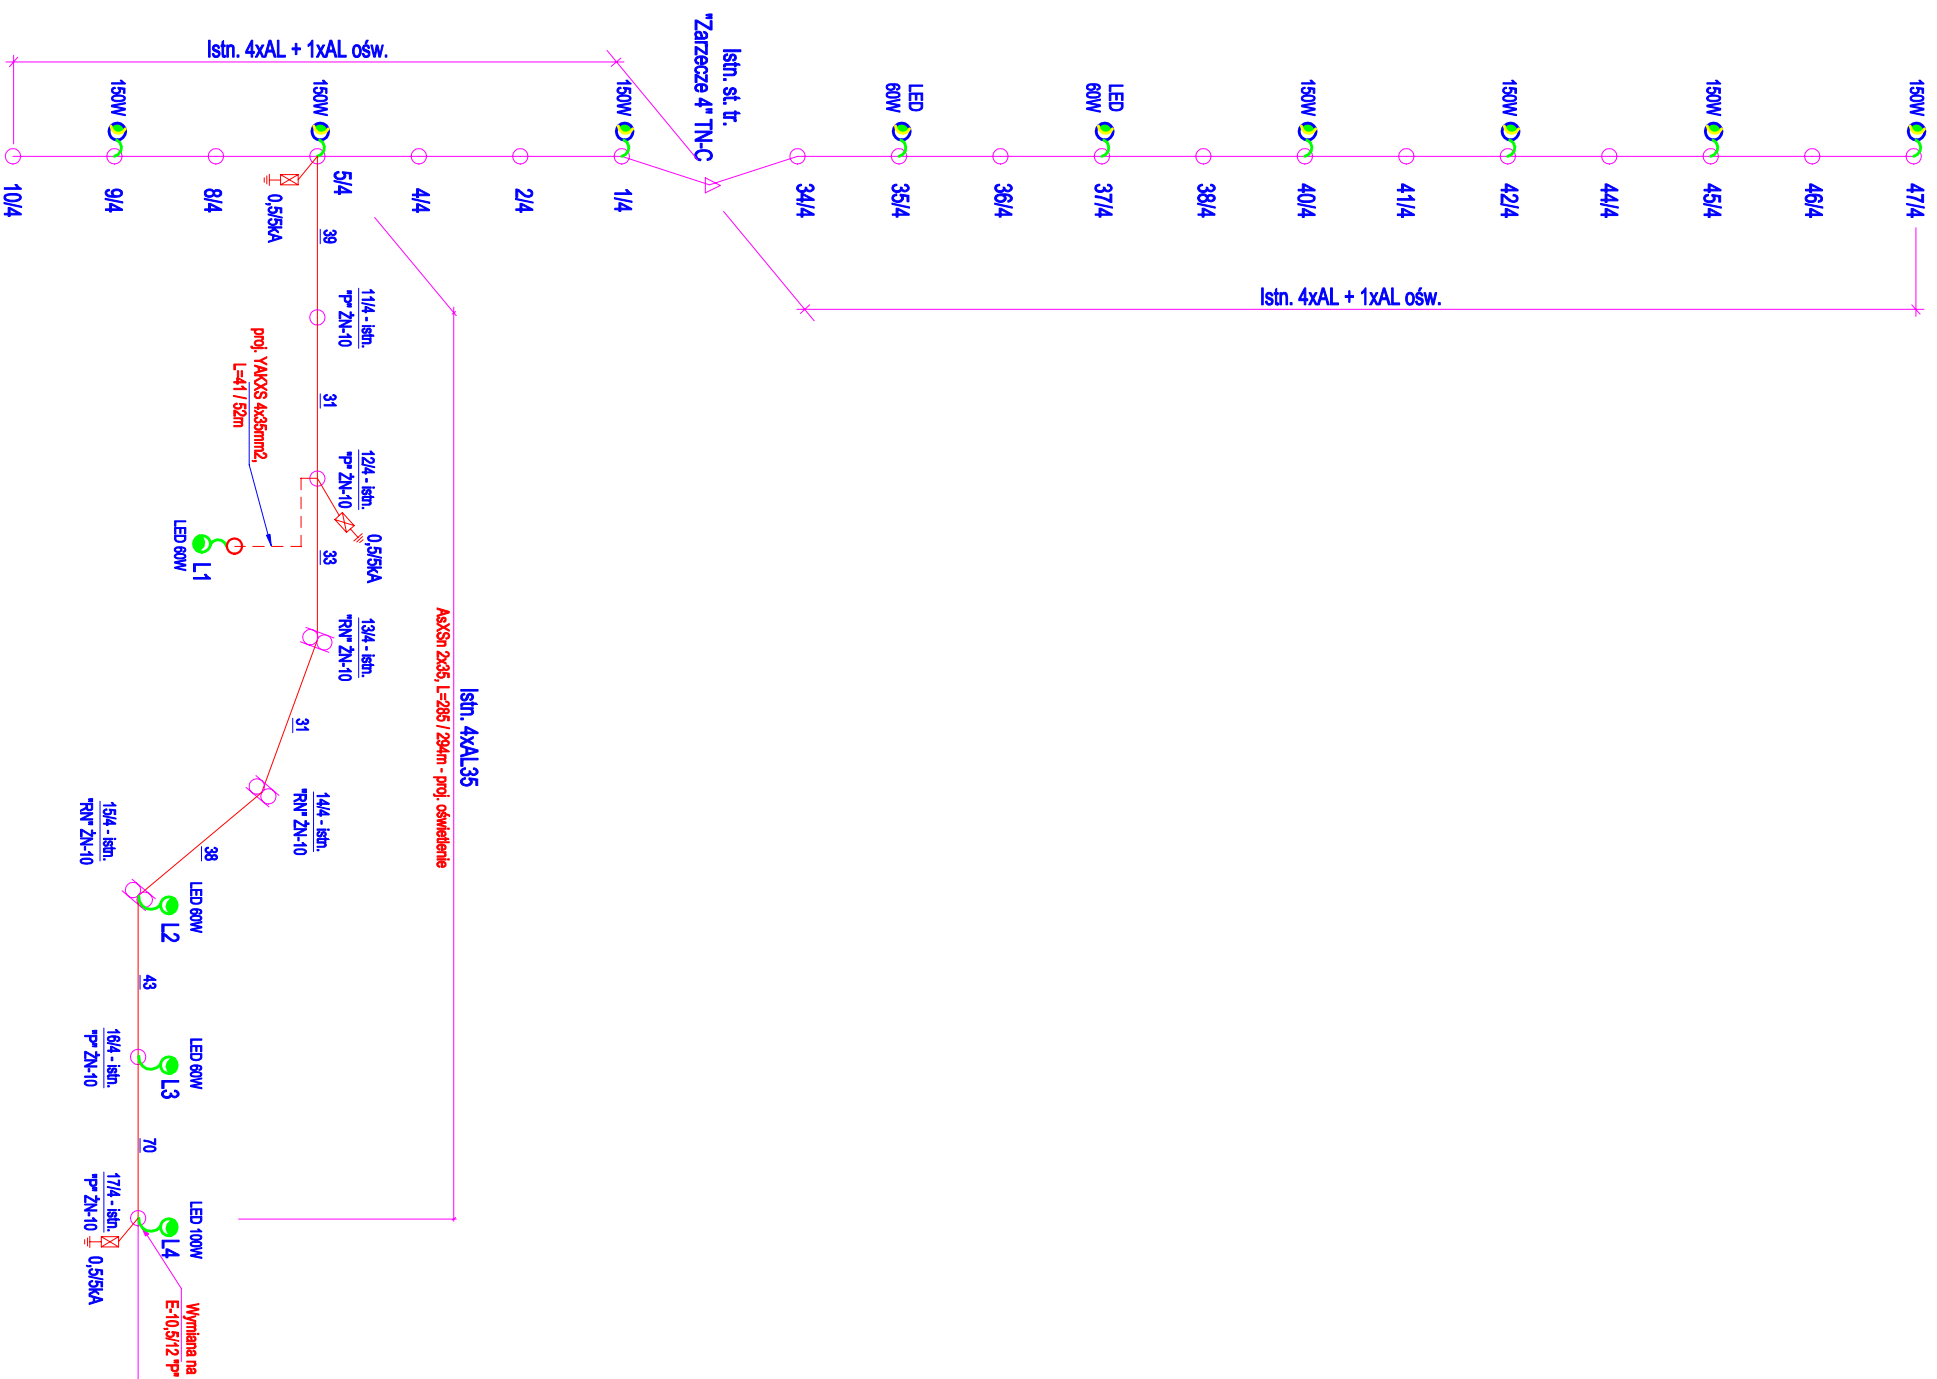 Istn. 4xAL + 1xAL ośw.
Istn. st. tr.
"Zarzecze 4" TN-C
150W
150W
150W
LED
60W
LED
60W
150W
150W
150W
150W
10/4
9/4
8/4
5/4
4/4
2/4
1/4
34/4
35/4
36/4
37/4
38/4
40/4
41/4
42/4
44/4
45/4
46/4
47/4
Istn. 4xAL + 1xAL ośw.
0,5/5kA
39
11/4 - istn.
"P" ŻN-10
31
proj. YAKXS 4x35mm2,
L=41 / 52m
12/4 - istn.
"P" ŻN-10
0,5/5kA
LED 60W
L1
33
13/4 - istn.
"RN" ŻN-10
31
Istn. 4xAL35
AsXSn 2x35, L=285 / 294m - proj. oświetlenie
14/4 - istn.
"RN" ŻN-10
38
15/4 - istn.
"RN" ŻN-10
LED 60W
L2
43
16/4 - istn.
"P" ŻN-10
LED 60W
L3
70
17/4 - istn.
"P" ŻN-10
LED 100W
L4
0,5/5kA
Wymiana na
E-10,5/12 "P"